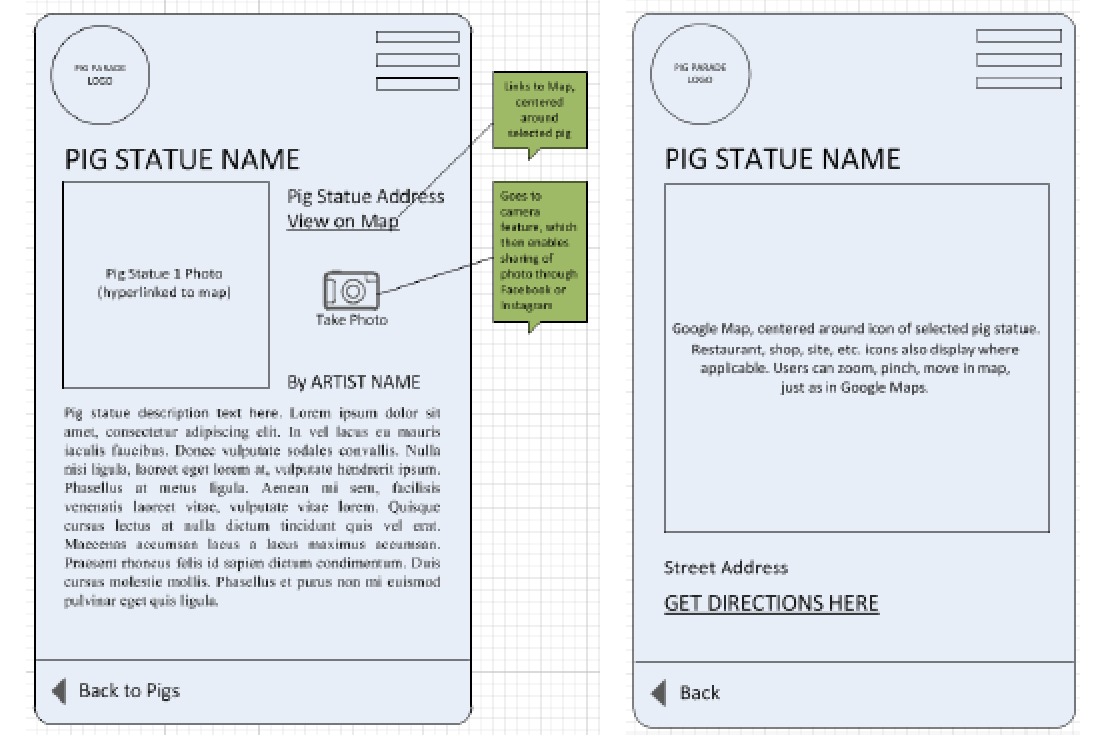 PIG PARADE
LOGO
PIG STATUE NAME
Pig Statue 1 Photo
(hyperlinked to map)
Pig Statue Address
View on Map
Take Photo
By ARTIST NAME
Pig statue description text here. Lorem ipsum dolor sit
amet, consectetur adipiscing elit. In vel lacus eu mauris
iaculis faucibus. Donec vulputate sodales convallis. Nulla
nisi ligula, laoreet eget lorem at, vulputate hendrerit ipsum.
Phasellus at metus ligula. Aenean mi sem, facilisis
venenatis laoreet vitae, vulputate vitae lorem. Quisque
cursus lectus at nulla dictum tincidunt quis vel erat.
Maecenas accumsan lacus a lacus maximus accumsan.
Praesent rhoncus felis id sapien dictum condimentum. Duis
cursus molestie mollis. Phasellus et purus non mi euismod
pulvinar eget quis ligula.
Back to Pigs
Links to Map,
centered
around
selected pig
Goes to
camera
feature, which
then enables
sharing of
photo through
Facebook or
Instagram
PIG PARADE
LOGO
PIG STATUE NAME
Google Map, centered around icon of selected pig statue.
Restaurant, shop, site, etc. icons also display where
applicable. Users can zoom, pinch, move in map,
just as in Google Maps.
Street Address
GET DIRECTIONS HERE
Back